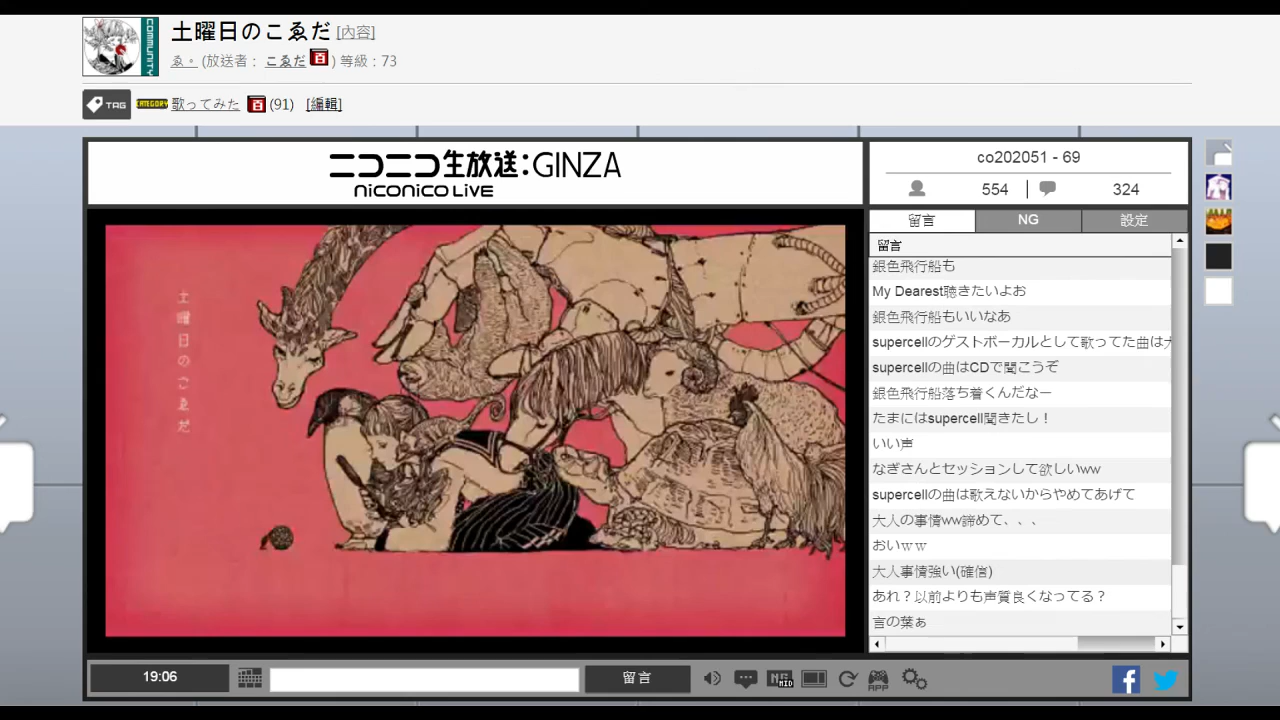 COMMUNITY
土曜日のこゑだ [內容]
ゑ。(放送者：こゑだ 百) 等級：73
TAG CATEGORY 歌ってみた 百 (91) [編輯]
ニコニコ生放送:GINZA
niconico Live
co202051 - 69
554 324
留言 NG 設定
留言
銀色飛行船も
My Dearest聴きたいよお
銀色飛行船もいいなあ
supercellのゲストボーカルとして歌ってた曲は
supercellの曲はCDで聞こうぞ
銀色飛行船落ち着くんだなー
たまにはsupercell聞きたし！
いい声
なぎさんとセッションして欲しいww
supercellの曲は歌えないからやめてあげて
大人の事情ww諦めて、、、
おいｗｗ
大人事情強い(確信)
あれ？以前よりも声質良くなってる？
言の葉ぁ
土曜日のこゑだ
19:06 留言 NG MID APP